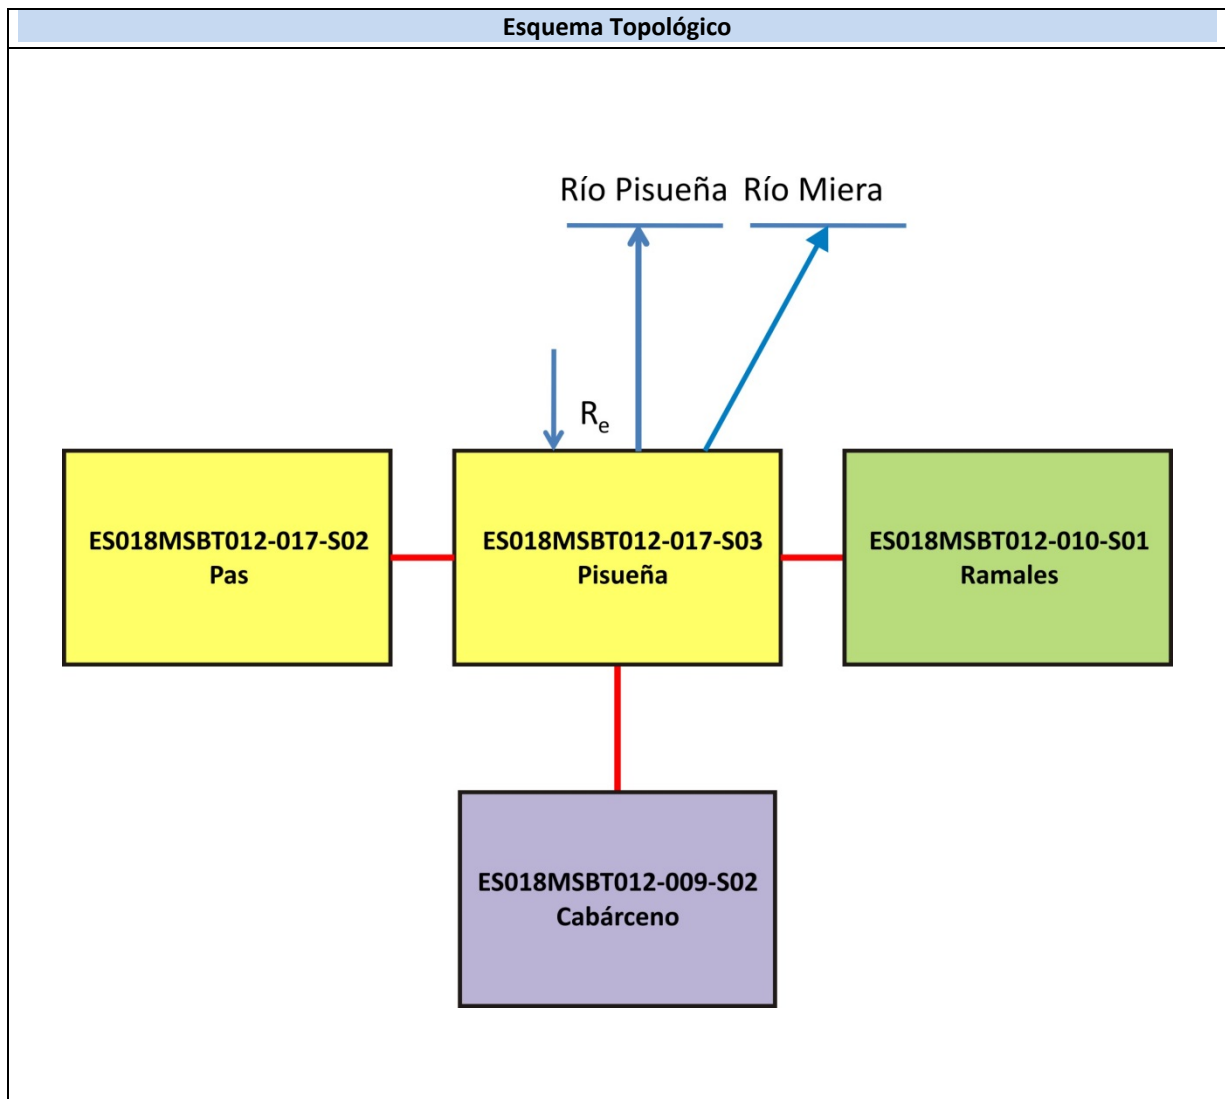 Esquema Topológico
Río Pisueña
Río Miera
Re
ES018MSBT012-017-S02
Pas
ES018MSBT012-017-S03
Pisueña
ES018MSBT012-010-S01
Ramales
ES018MSBT012-009-S02
Cabárceno